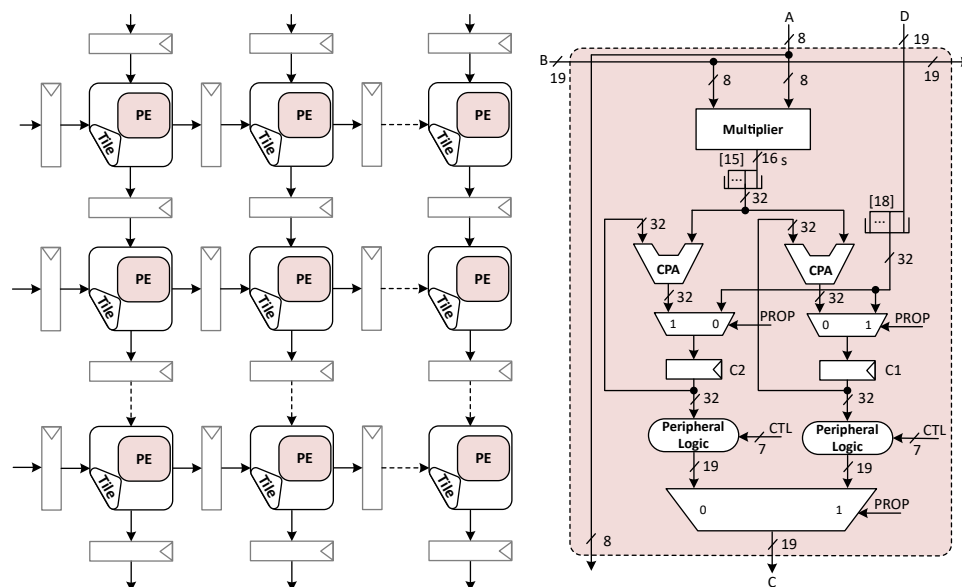 PE
Tile
PE
Tile
PE
Tile
PE
Tile
PE
Tile
PE
Tile
PE
Tile
PE
Tile
PE
Tile
A
D
8
19
B
19
19
8
8
Multiplier
[15]
16
s
...
32
[18]
...
32
32
32
CPA
CPA
32
32
1 0
PROP
0 1
PROP
C2
C1
32
32
Peripheral
Logic
CTL
7
Peripheral
Logic
CTL
7
19
19
0 1
PROP
8
19
C